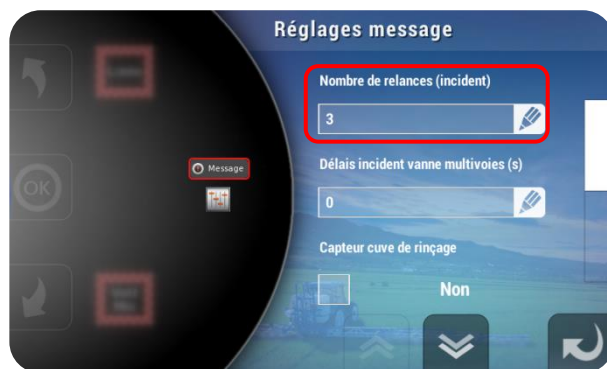 Réglages message
Nombre de relances (incident)
3
Message
Délais incident vanne multivoies (s)
OK
0
Capteur cuve de rinçage
Non